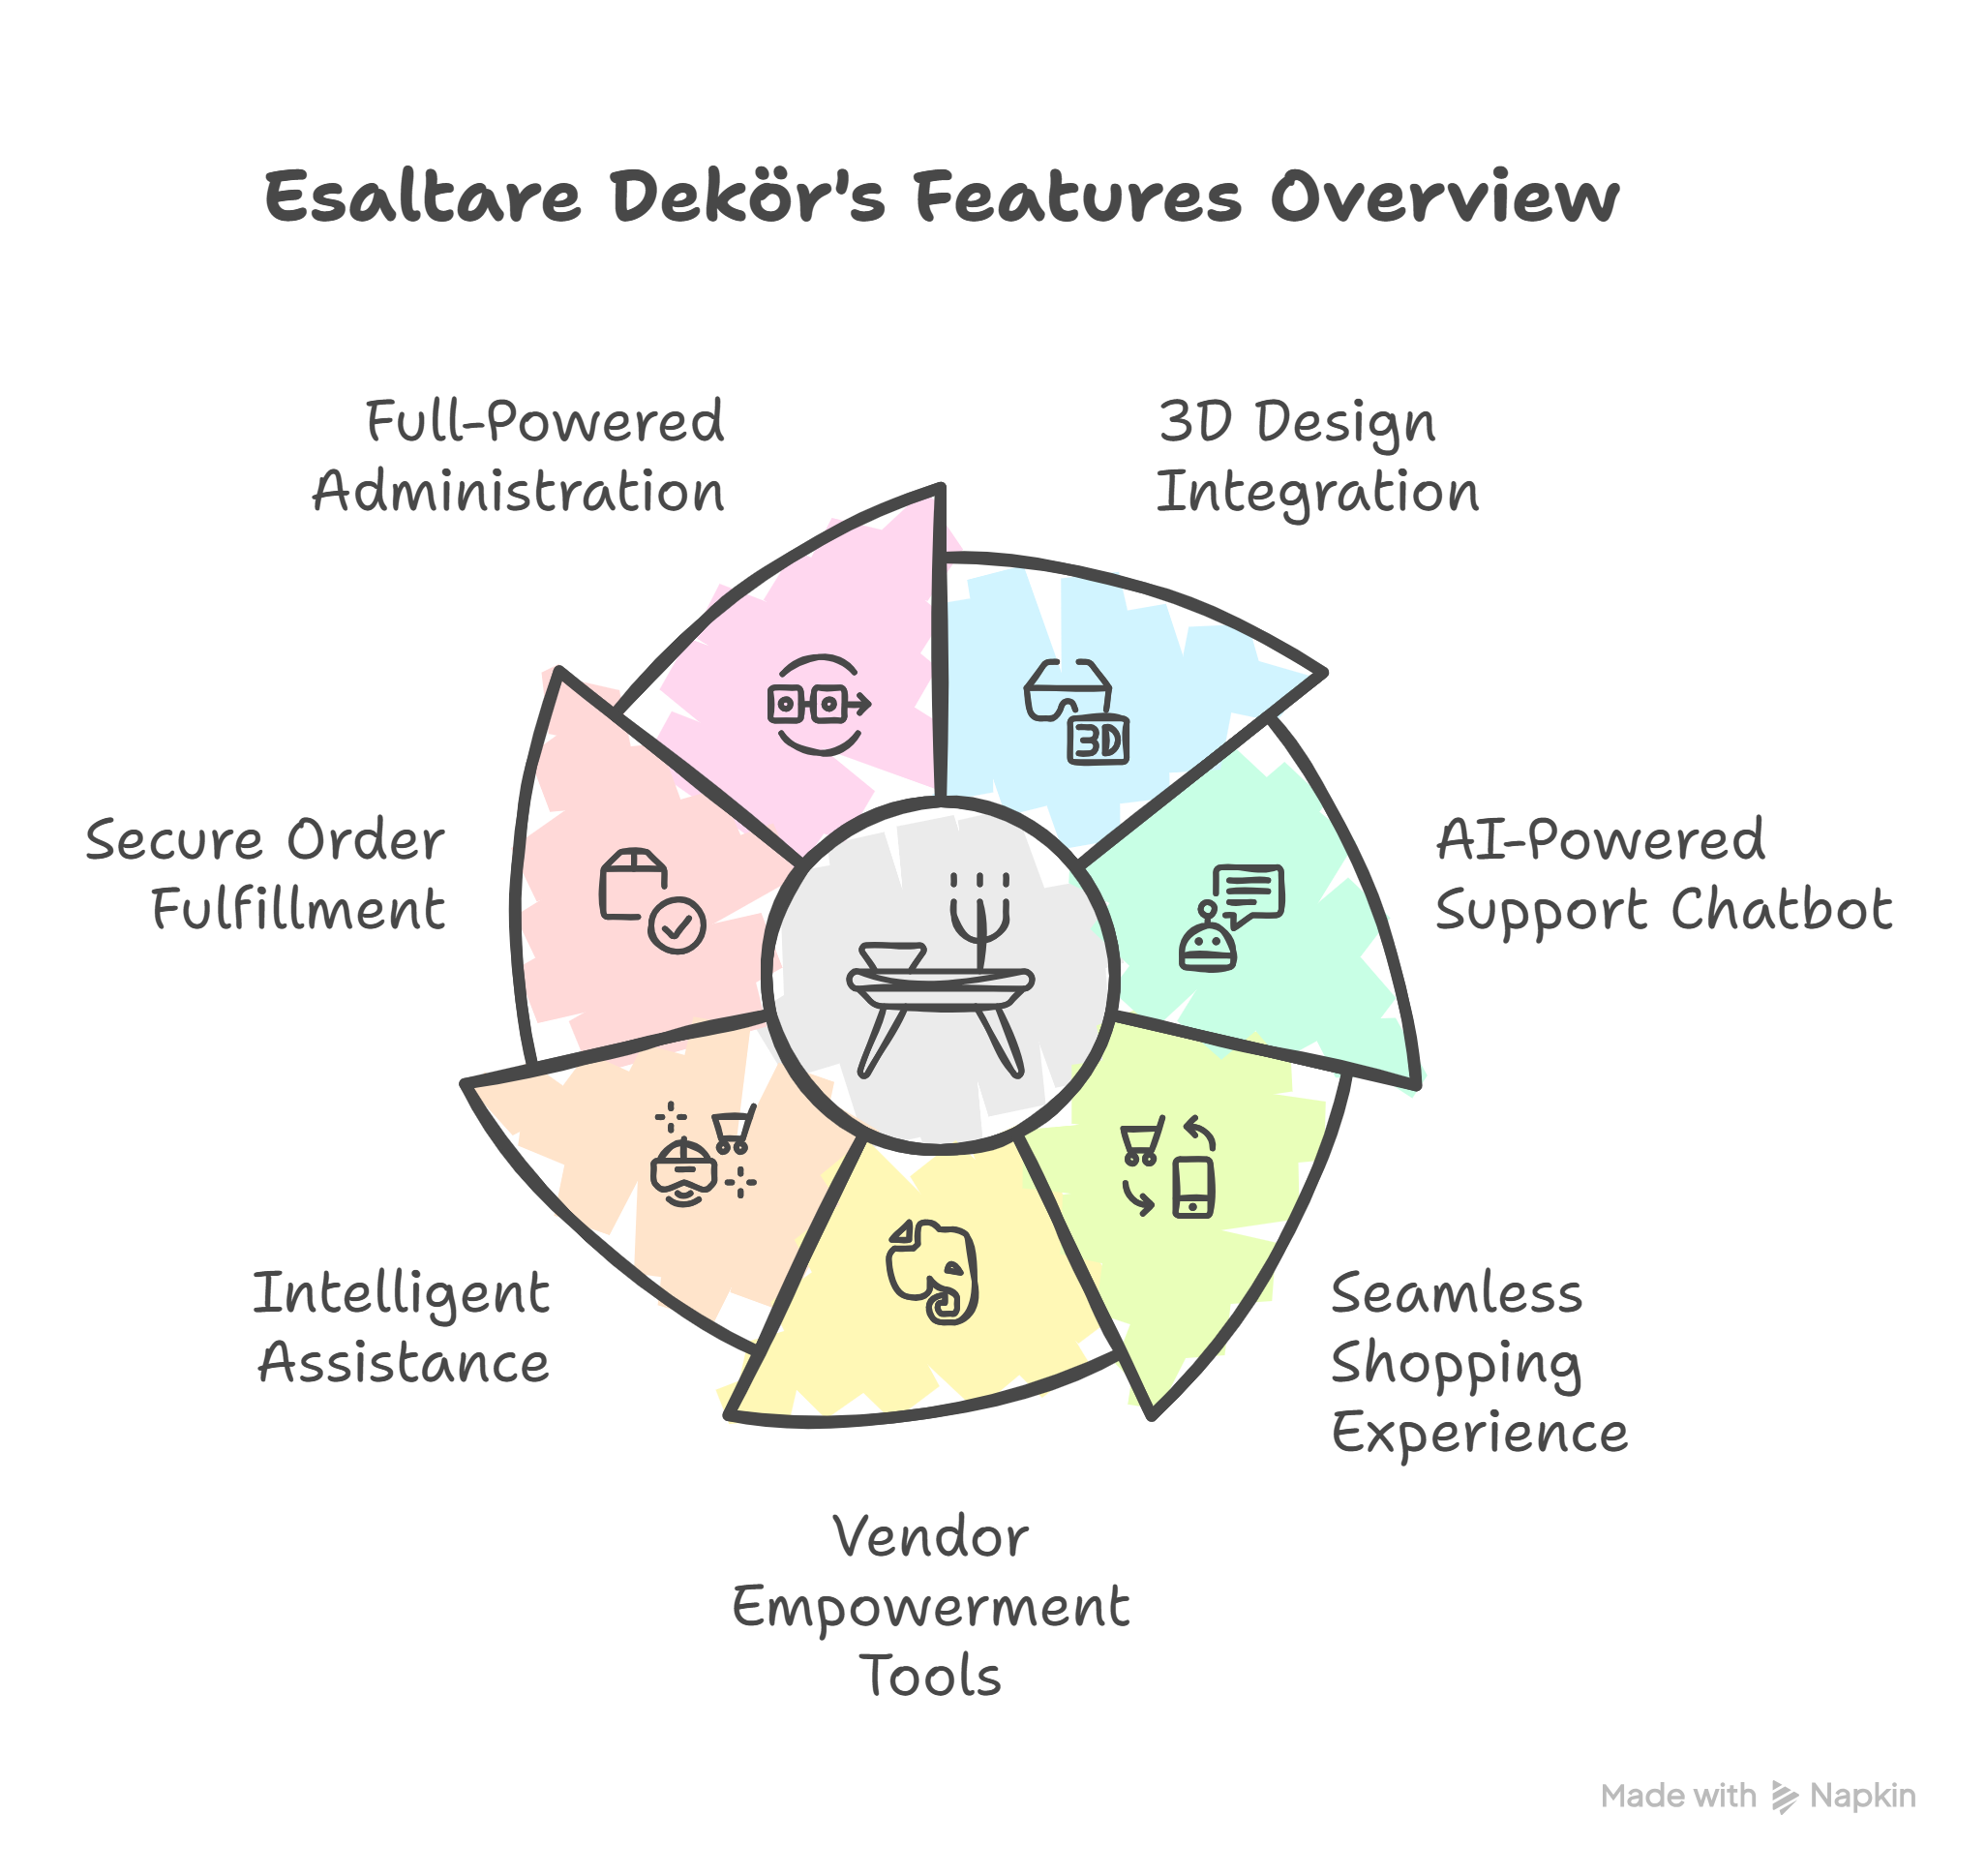 Esaltare Dekör's Features Overview
Full-Powered
Administration
3D Design
Integration
3D
Secure Order
Fulfillment
AI-Powered
Support Chatbot
Intelligent
Assistance
Seamless
Shopping
Experience
Vendor
Empowerment
Tools
Made with Napkin